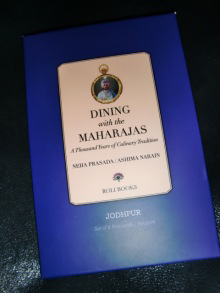 DINING
with the
MAHARAJAS
A Thousand Years of Culinary Tradition
NEHA PRASADA / ASHIMA NARAIN
ROLI BOOKS
JODHPUR